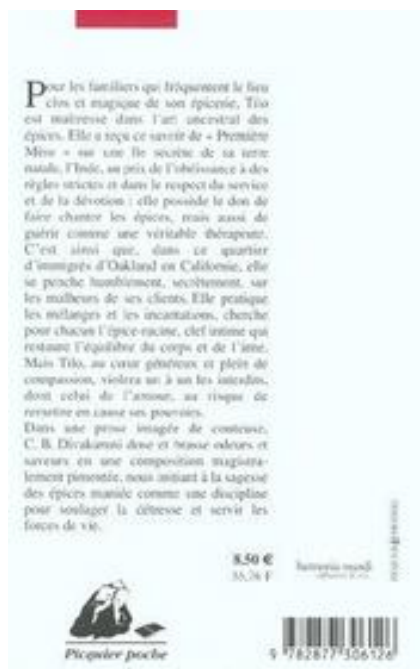 Pour les familiers qui fréquentent le lieu
clos et magique de son épicerie, Tilo
est maîtresse dans l'art ancestral des
épices. Elle a reçu ce savoir de « Première
Mère » sur une île secrète de sa terre
natale, l'Inde, au prix de l'obéissance à des
règles strictes et dans le respect du service
et de la dévotion : elle possède le don de
faire chanter les épices, mais aussi de
guérir comme une véritable thérapeute.
C'est ainsi que, dans ce quartier
d'immigrés d'Oakland en Californie, elle
se penche humblement, secrètement, sur
les malheurs de ses clients. Elle pratique
les mélanges et les incantations, cherche
pour chacun l'épice-racine, clef intime qui
restaure l'équilibre du corps et de l'âme.
Mais Tilo, au cœur généreux et plein de
compassion, violera un à un les interdits,
dont celui de l'amour, au risque de
remettre en cause ses pouvoirs.
Dans une prose imagée de conteuse,
C. B. Divakaruni dose et brasse odeurs et
saveurs en une composition magistra-
lement pimentée, nous initiant à la sagesse
des épices maniée comme une discipline
pour soulager la détresse et servir les
forces de vie.
8.50 €
55,76 F
harmonia mundi
Picquier poche
9 782877 306126